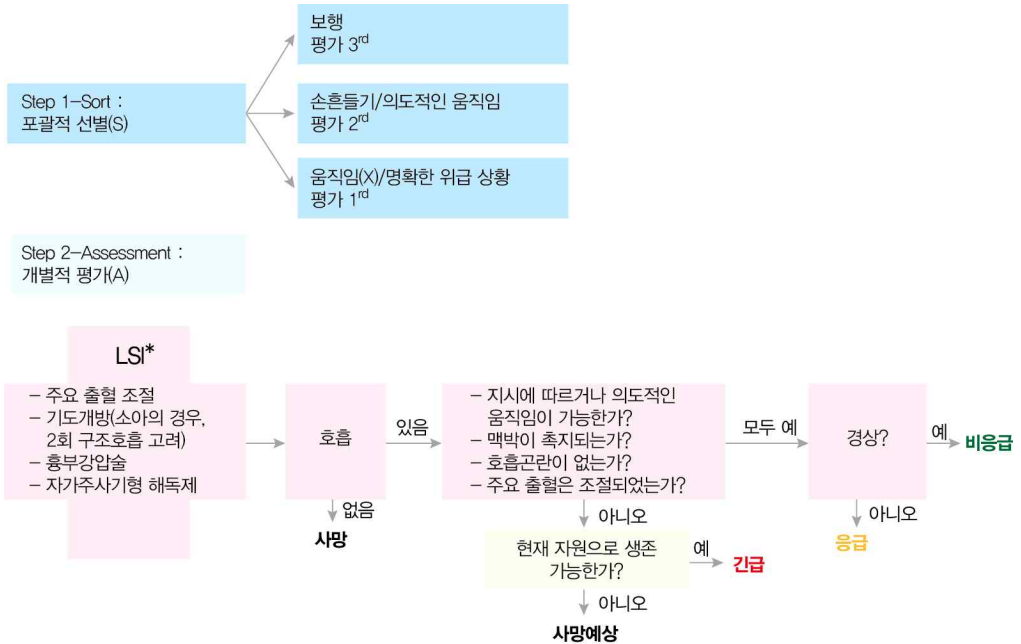 보행
평가 3rd
Step 1-Sort :
포괄적 선별(S)
손흔들기/의도적인 움직임
평가 2rd
움직임(X)/명확한 위급 상황
평가 1rd
Step 2-Assessment :
개별적 평가(A)
LSI*
- 주요 출혈 조절
- 기도개방(소아의 경우,
2회 구조호흡 고려)
- 흉부강압술
- 자가주사기형 해독제
호흡
있음
없음
사망
- 지시에 따르거나 의도적인
움직임이 가능한가?
- 맥박이 촉지되는가?
- 호흡곤란이 없는가?
- 주요 출혈은 조절되었는가?
모두 예
경상?
예
비응급
아니오
응급
아니오
현재 자원으로 생존
가능한가?
예
긴급
아니오
사망예상